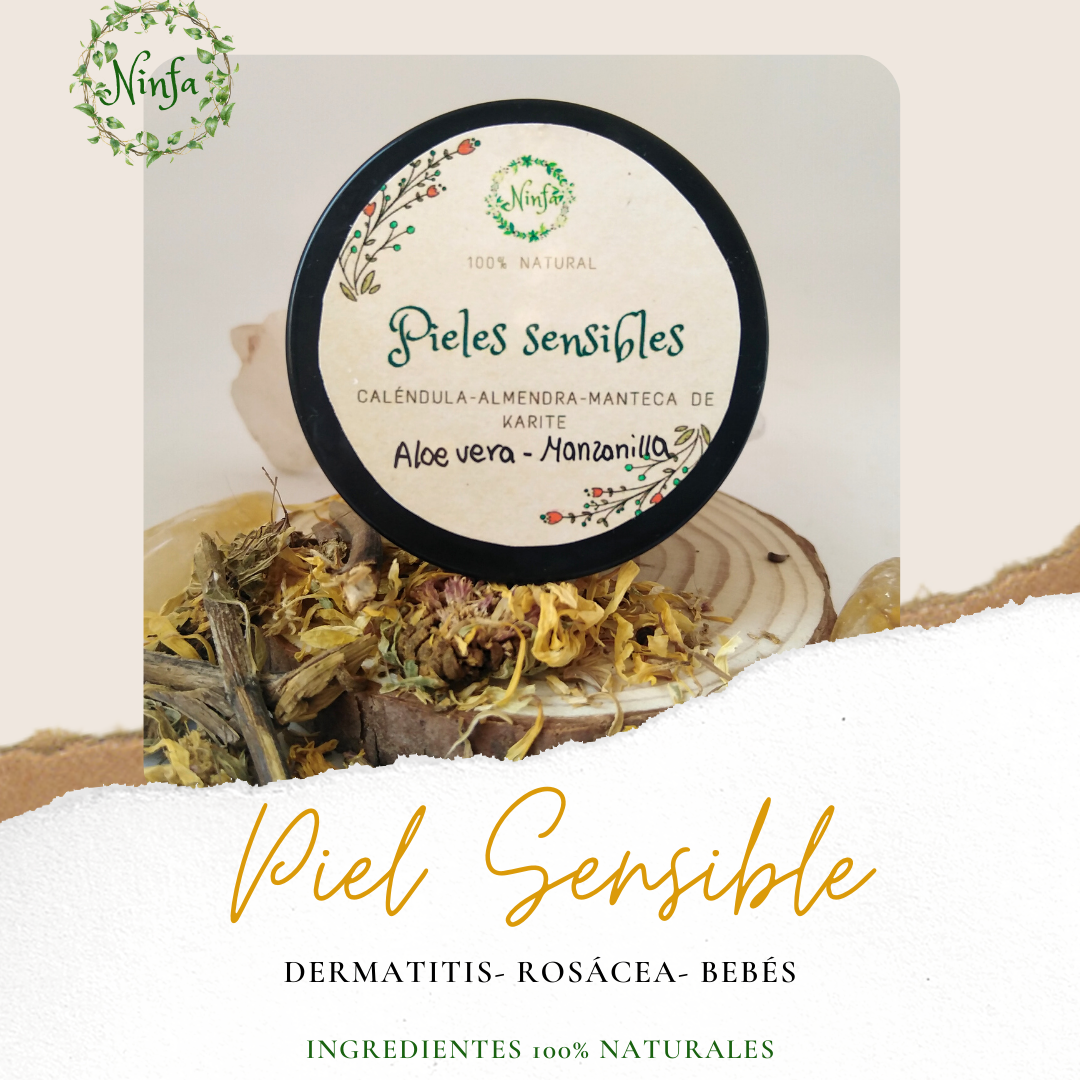 Ninfa
Ninfa
100% NATURAL
Pieles sensibles
CALÉNDULA-ALMENDRA-MANTECA DE
KARITE
Aloe vera - Manzanilla
Piel Sensible
DERMATITIS- ROSÁCEA- BEBÉS
INGREDIENTES 100% NATURALES